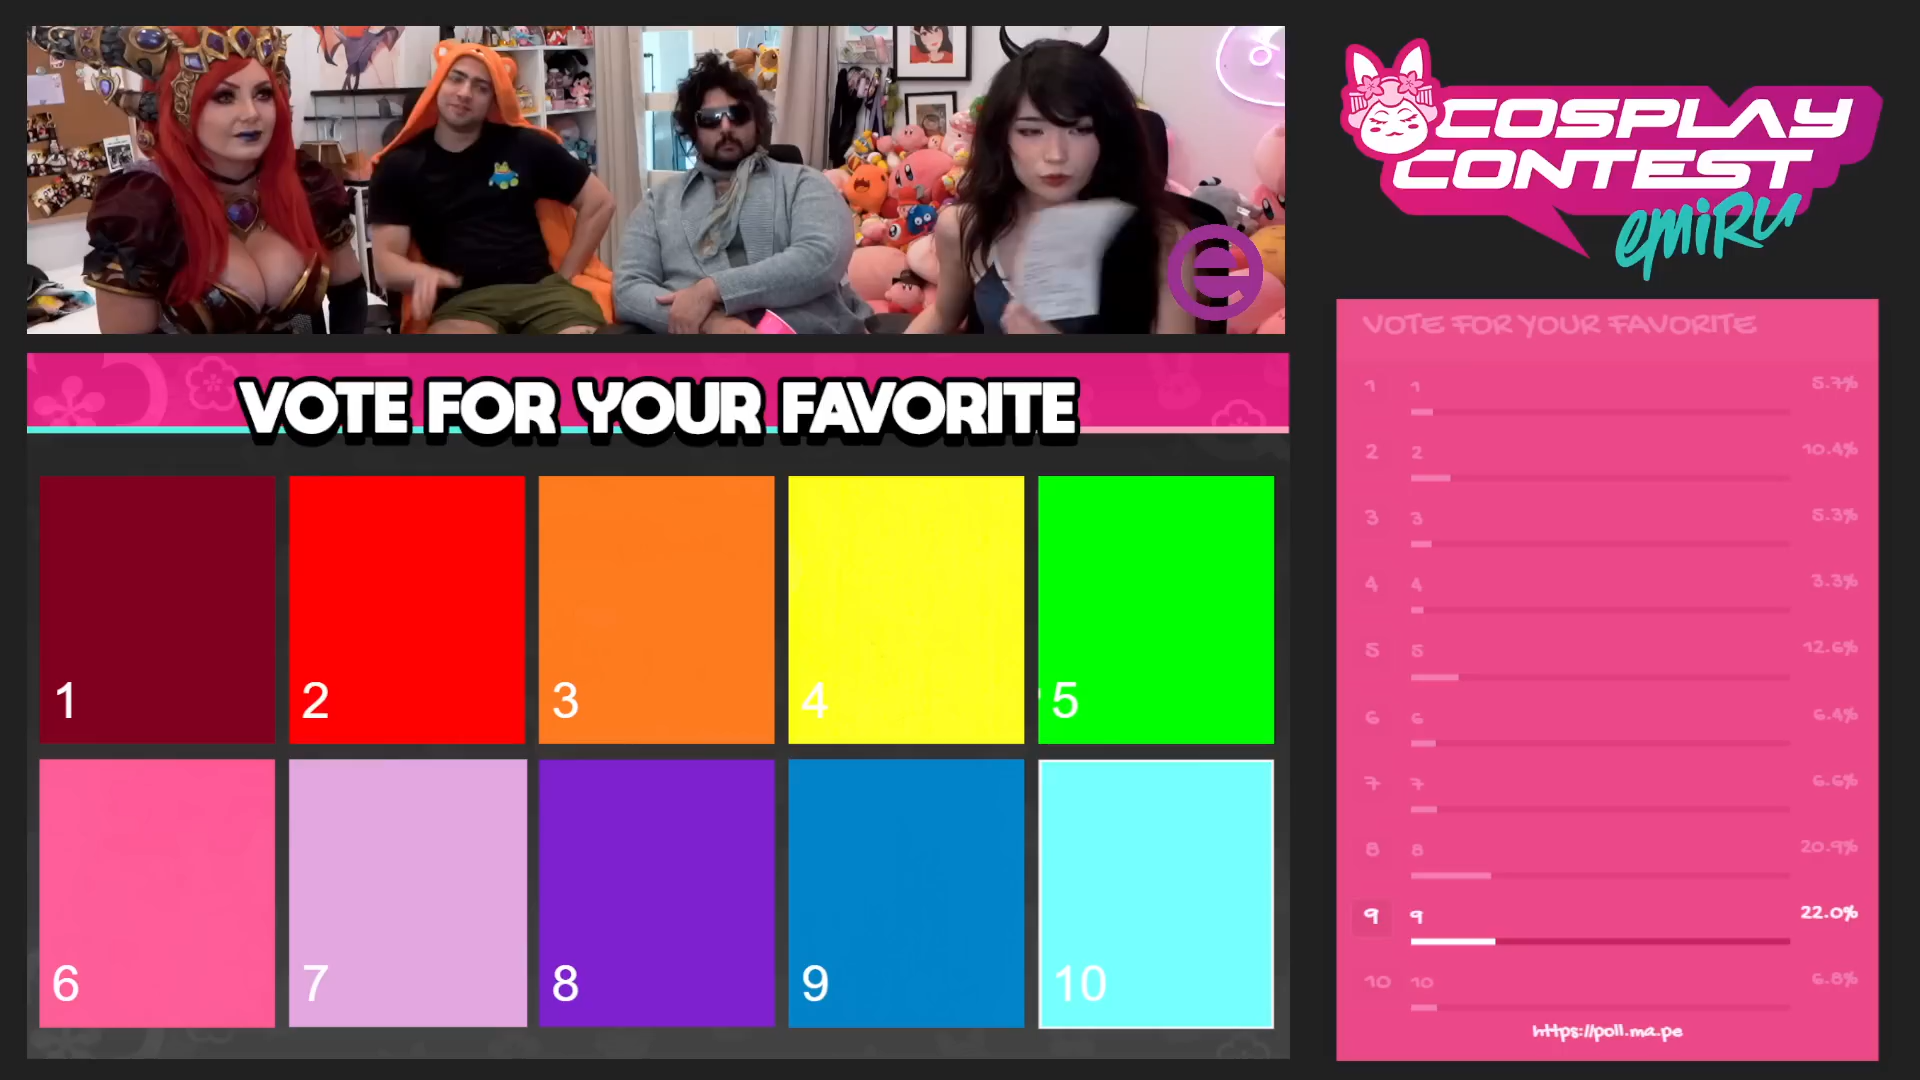 COSPLAY
CONTEST
emiru
e
VOTE FOR YOUR FAVORITE
1
2
3
4
5
6
7
8
9
10
VOTE FOR YOUR FAVORITE
1 1 5.7%
2 2 10.4%
3 3 5.3%
4 4 3.3%
5 5 12.6%
6 6 6.4%
7 7 6.6%
8 8 20.9%
9 9 22.0%
10 10 6.8%
https://poll.ma.pe